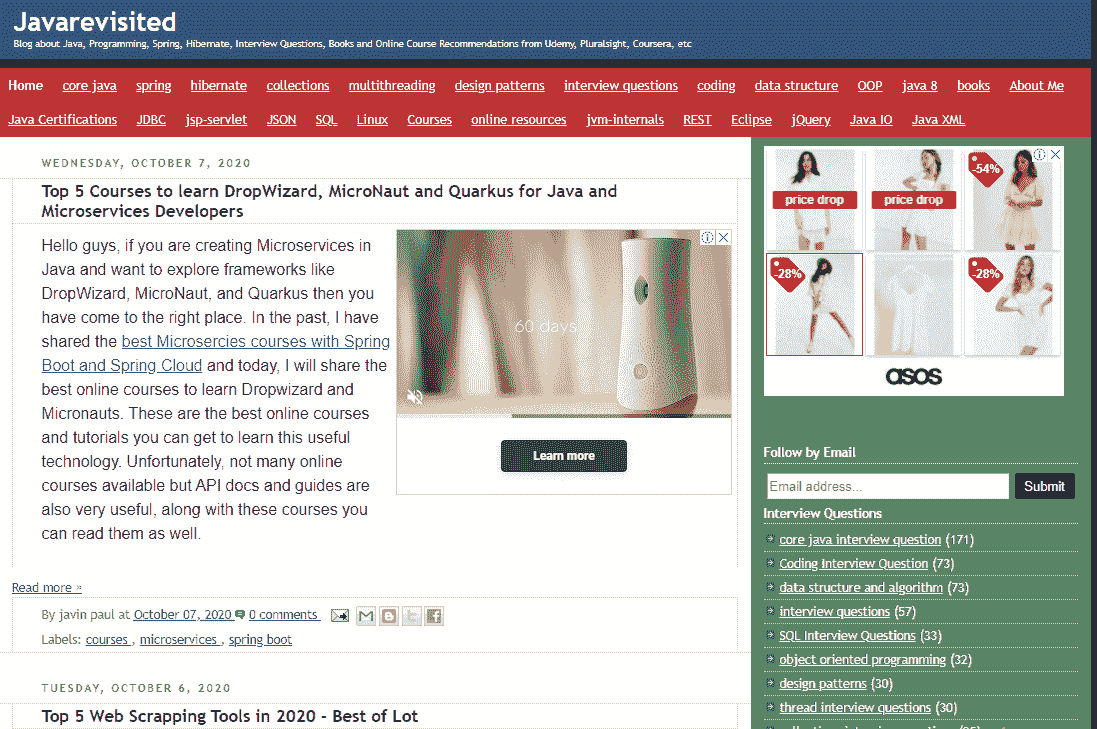 Javarevisited
Blog about Java, Programming, Spring, Hibernate, Interview Questions, Books and Online Course Recommendations from Udemy, Pluralsight, Coursera, etc
Home core java spring hibernate collections multithreading design patterns interview questions coding data structure OOP java 8 books About Me
Java Certifications JDBC jsp-servlet JSON SQL Linux Courses online resources jvm-internals REST Eclipse jQuery Java IO Java XML
WEDNESDAY, OCTOBER 7, 2020
Top 5 Courses to learn DropWizard, MicroNaut and Quarkus for Java and
Microservices Developers
Hello guys, if you are creating Microservices in
Java and want to explore frameworks like
DropWizard, MicroNaut, and Quarkus then you
have come to the right place. In the past, I have
shared the best Microsercies courses with Spring
Boot and Spring Cloud and today, I will share the
best online courses to learn Dropwizard and
Micronauts. These are the best online courses
and tutorials you can get to learn this useful
technology. Unfortunately, not many online
courses available but API docs and guides are
also very useful, along with these courses you
can read them as well.
60 days
Learn more
Read more »
By javin paul at October 07, 2020 0 comments
Labels: courses , microservices , spring boot
TUESDAY, OCTOBER 6, 2020
Top 5 Web Scrapping Tools in 2020 - Best of Lot
price drop price drop -54%
-28% -28%
asos
Follow by Email
Email address... Submit
Interview Questions
core java interview question (171)
Coding Interview Question (73)
data structure and algorithm (73)
interview questions (57)
SQL Interview Questions (33)
object oriented programming (32)
design patterns (30)
thread interview questions (30)